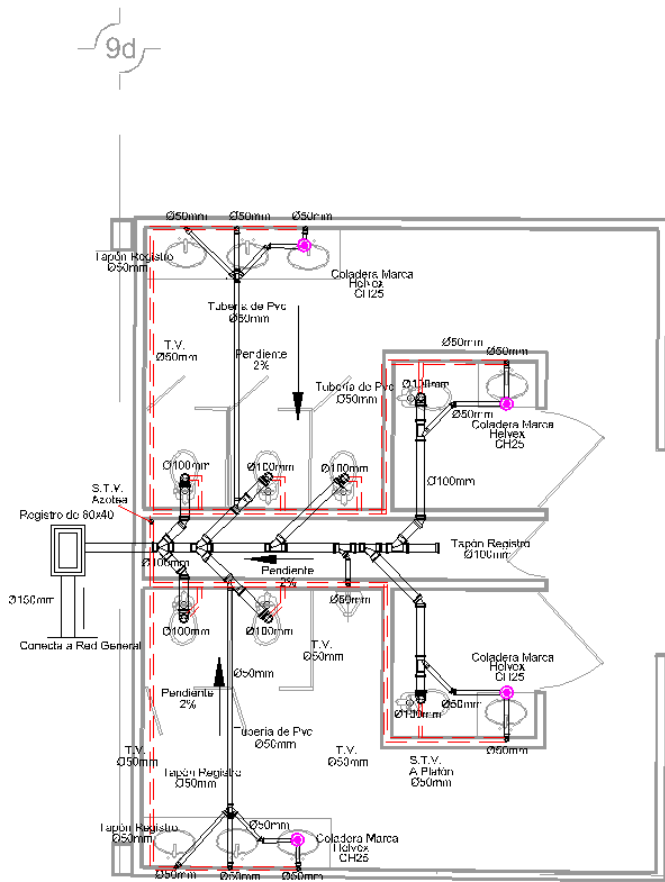 9d
Ø50mm
Ø50mm
Ø50mm
Tapón Registro
Ø50mm
Coladera Marca
Helvex
CH25
Tubería de Pvc
Ø50mm
T.V.
Ø50mm
Pendiente
2%
Ø50mm
Ø50mm
Tubería de Pvc
Ø50mm
Ø100mm
Ø50mm
Coladera Marca
Helvex
CH25
Ø100mm
Ø100mm
Ø100mm
Ø100mm
S.T.V.
Azotea
Registro de 60x40
Tapón Registro
Ø100mm
Ø100mm
Pendiente
2%
Ø150mm
Ø50mm
Ø100mm
Ø100mm
Conecta a Red General
T.V.
Ø50mm
Coladera Marca
Helvex
CH25
Ø50mm
Pendiente
2%
Ø50mm
Ø100mm
Tubería de Pvc
Ø50mm
Ø50mm
T.V.
Ø50mm
T.V.
Ø50mm
S.T.V.
A Plafón
Ø50mm
Tapón Registro
Ø50mm
Tapón Registro
Ø50mm
Ø50mm
Coladera Marca
Helvex
CH25
Ø50mm
Ø50mm
Ø50mm